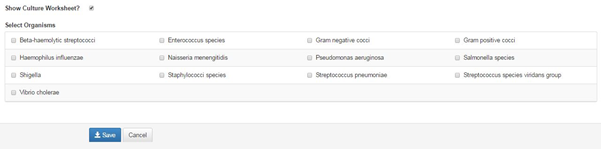 Show Culture Worksheet?
Select Organisms
Beta-haemolytic streptococci Enterococcus species Gram negative cocci Gram positive cocci
Haemophilus influenzae Naisseria menengitidis Pseudomonas aeruginosa Salmonella species
Shigella Staphylococci species Streptococcus pneumoniae Streptococcus species viridans group
Vibrio cholerae
Save Cancel